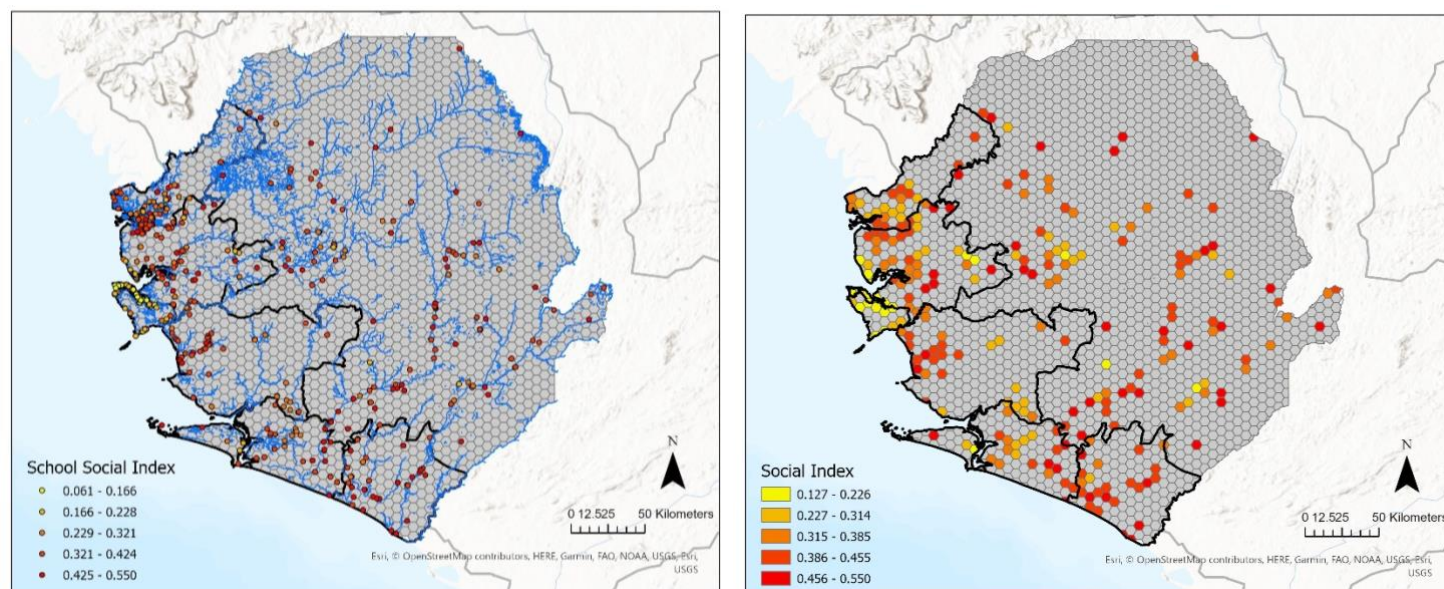 School Social Index
0.061 - 0.166
0.166 - 0.228
0.229 - 0.321
0.321 - 0.424
0.425 - 0.550
N
0 12.525 50 Kilometers
Esri, © OpenStreetMap contributors, HERE, Garmin, FAO, NOAA, USGS, Esri,
USGS
Social Index
0.127 - 0.226
0.227 - 0.314
0.315 - 0.385
0.386 - 0.455
0.456 - 0.550
N
0 12.525 50 Kilometers
Esri, © OpenStreetMap contributors, HERE, Garmin, FAO, NOAA, USGS, Esri,
USGS